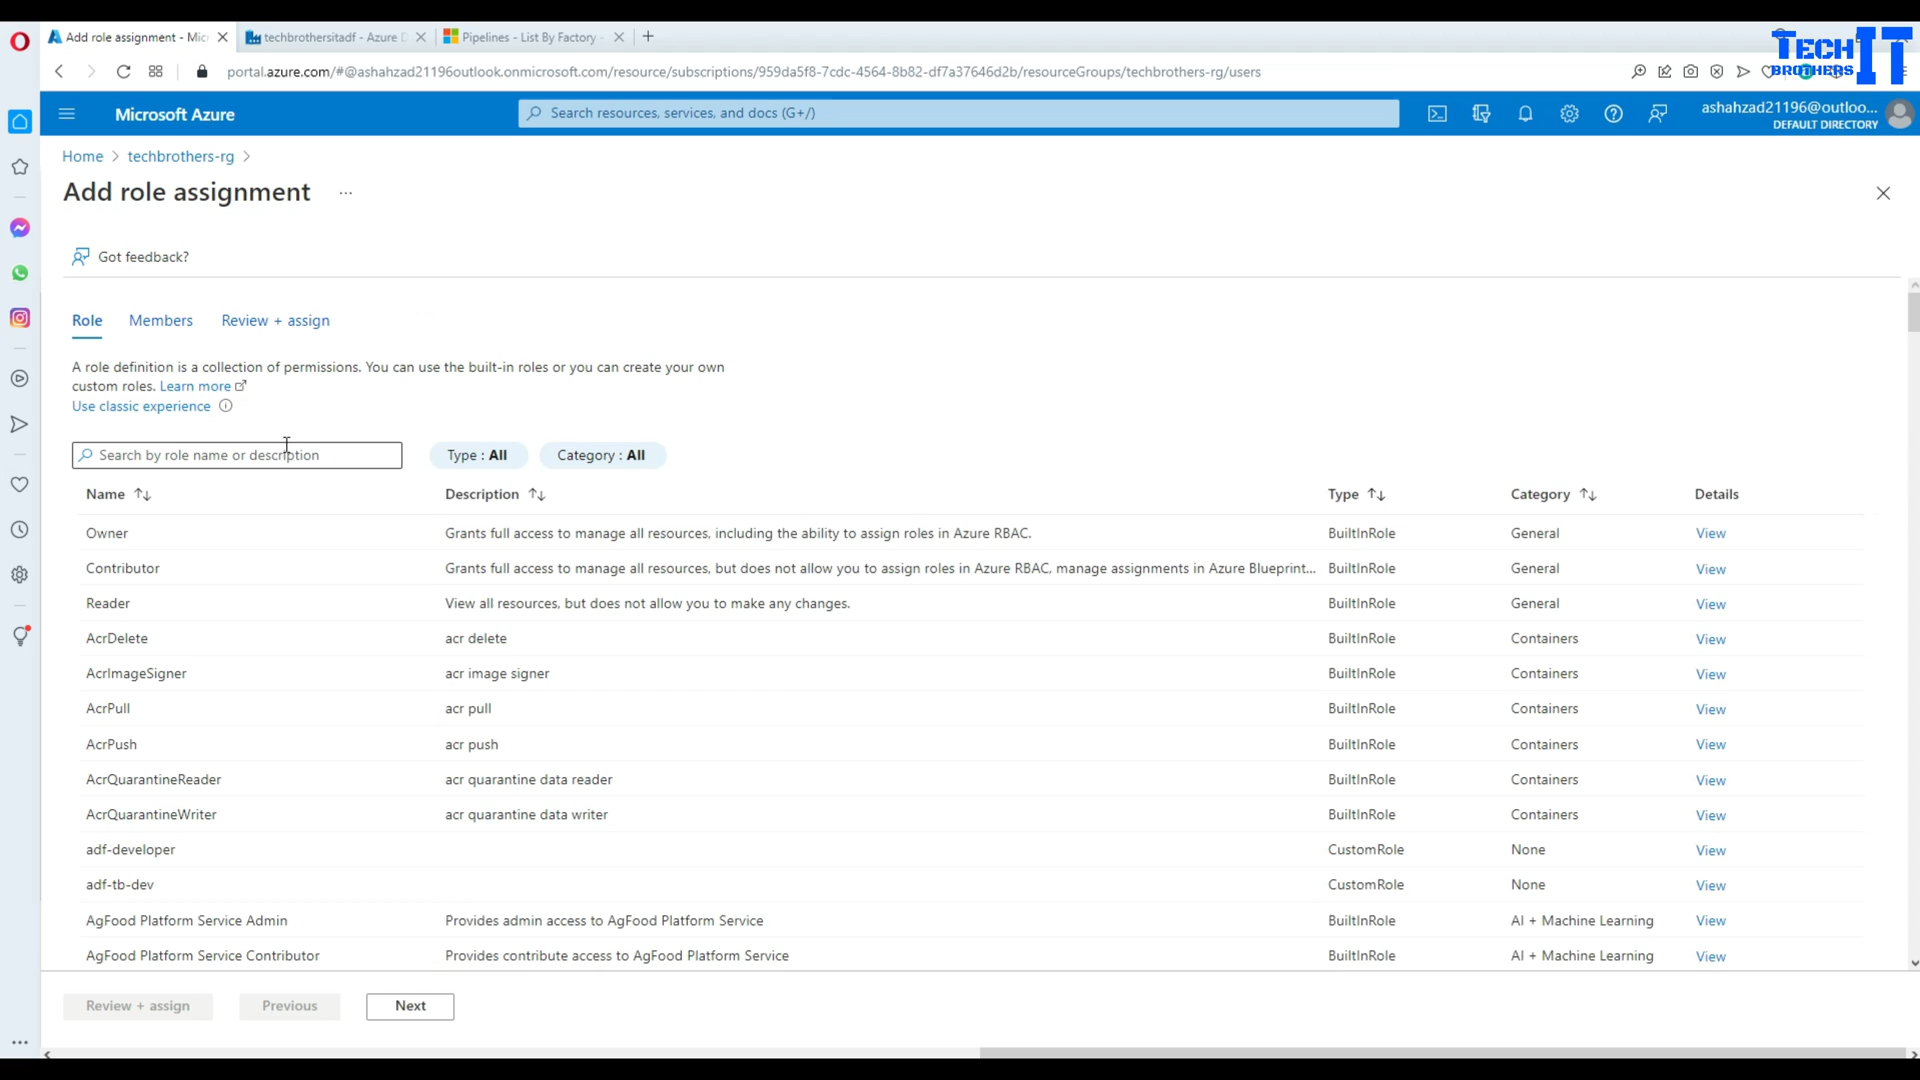 Add role assignment - Mic
techbrothersitadf - Azure D
Pipelines - List By Factory -
TECH IT BROTHERS
portal.azure.com/#@ashahzad21196outlook.onmicrosoft.com/resource/subscriptions/959da5f8-7cdc-4564-8b82-df7a37646d2b/resourceGroups/techbrothers-rg/users
Microsoft Azure
Search resources, services, and docs (G+/)
ashahzad21196@outloo...
DEFAULT DIRECTORY
Home > techbrothers-rg >
Add role assignment ...
Got feedback?
Role Members Review + assign
A role definition is a collection of permissions. You can use the built-in roles or you can create your own
custom roles. Learn more
Use classic experience
Search by role name or description
Type : All
Category : All
Name Description Type Category Details
Owner Grants full access to manage all resources, including the ability to assign roles in Azure RBAC. BuiltInRole General View
Contributor Grants full access to manage all resources, but does not allow you to assign roles in Azure RBAC, manage assignments in Azure Blueprint... BuiltInRole General View
Reader View all resources, but does not allow you to make any changes. BuiltInRole General View
AcrDelete acr delete BuiltInRole Containers View
AcrImageSigner acr image signer BuiltInRole Containers View
AcrPull acr pull BuiltInRole Containers View
AcrPush acr push BuiltInRole Containers View
AcrQuarantineReader acr quarantine data reader BuiltInRole Containers View
AcrQuarantineWriter acr quarantine data writer BuiltInRole Containers View
adf-developer CustomRole None View
adf-tb-dev CustomRole None View
AgFood Platform Service Admin Provides admin access to AgFood Platform Service BuiltInRole AI + Machine Learning View
AgFood Platform Service Contributor Provides contribute access to AgFood Platform Service BuiltInRole AI + Machine Learning View
Review + assign Previous Next